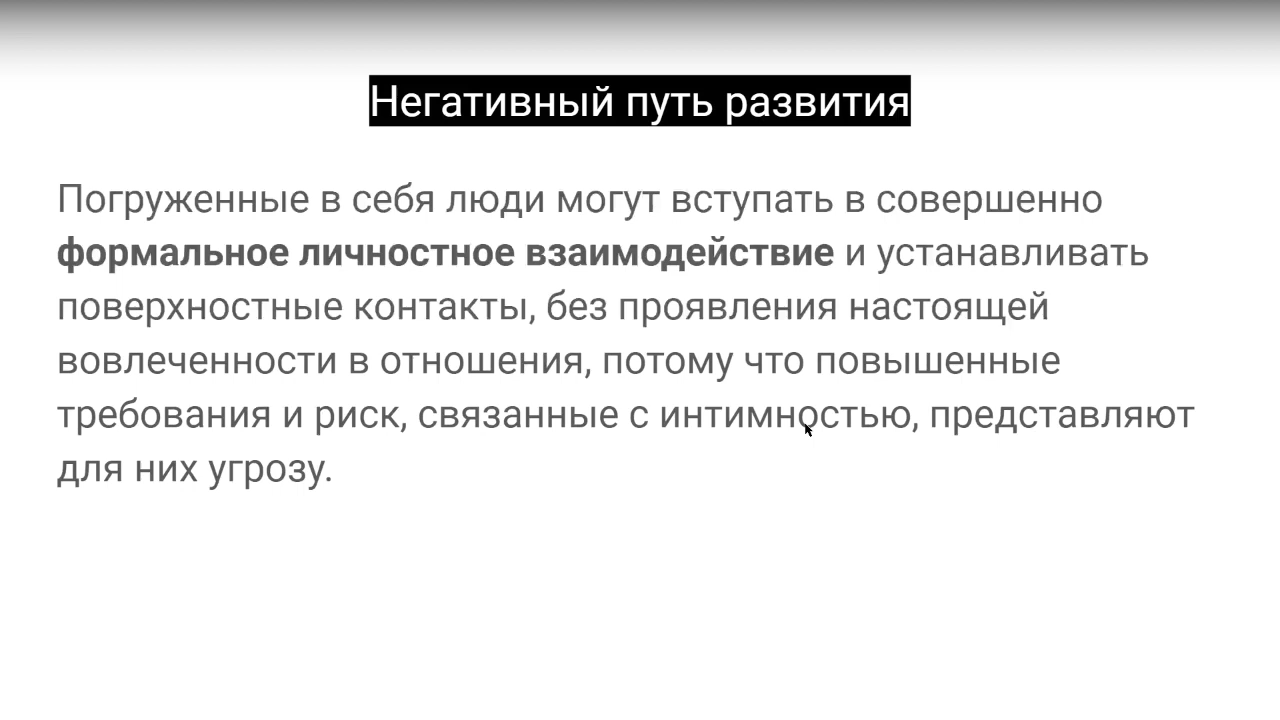 Негативный путь развития
Погруженные в себя люди могут вступать в совершенно
формальное личностное взаимодействие и устанавливать
поверхностные контакты, без проявления настоящей
вовлеченности в отношения, потому что повышенные
требования и риск, связанные с интимностью, представляют
для них угрозу.